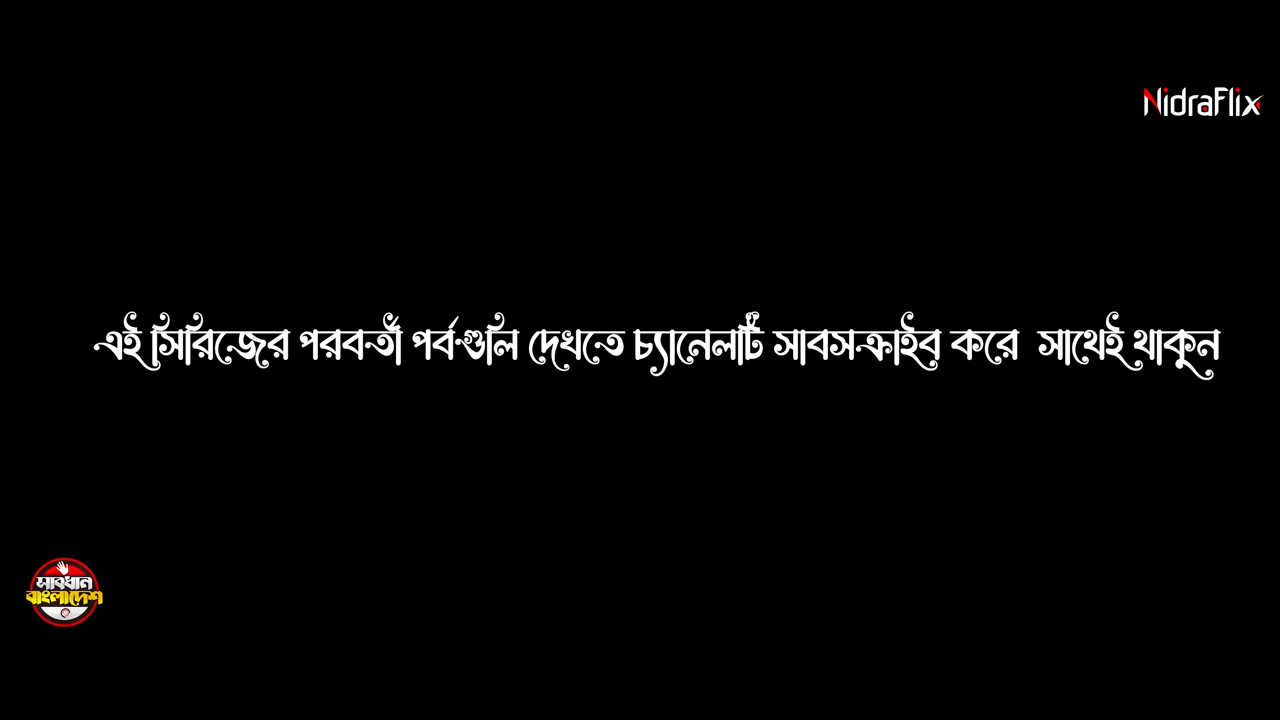 NidraFlix
এই সিরিজের পরবর্তী পর্বগুলি দেখতে চ্যানেলটি সাবসক্রাইব করে সাথেই থাকুন
সাবধান
বাংলাদেশ